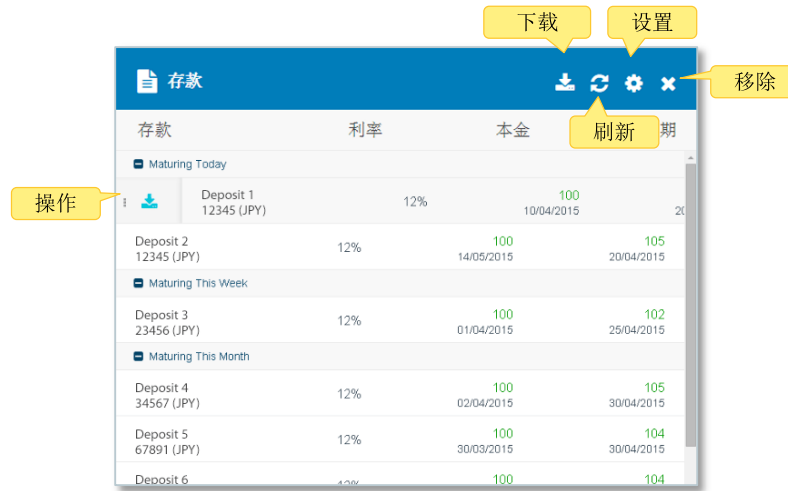 下载
设置
存款
移除
存款 利率 本金 期
刷新
Maturing Today
操作
Deposit 1
12345 (JPY)
12%
100
10/04/2015
20
Deposit 2
12345 (JPY)
12%
100
14/05/2015
105
20/04/2015
Maturing This Week
Deposit 3
23456 (JPY)
12%
100
01/04/2015
102
25/04/2015
Maturing This Month
Deposit 4
34567 (JPY)
12%
100
02/04/2015
105
30/04/2015
Deposit 5
67891 (JPY)
12%
100
30/03/2015
104
30/04/2015
Deposit 6
12%
100
104